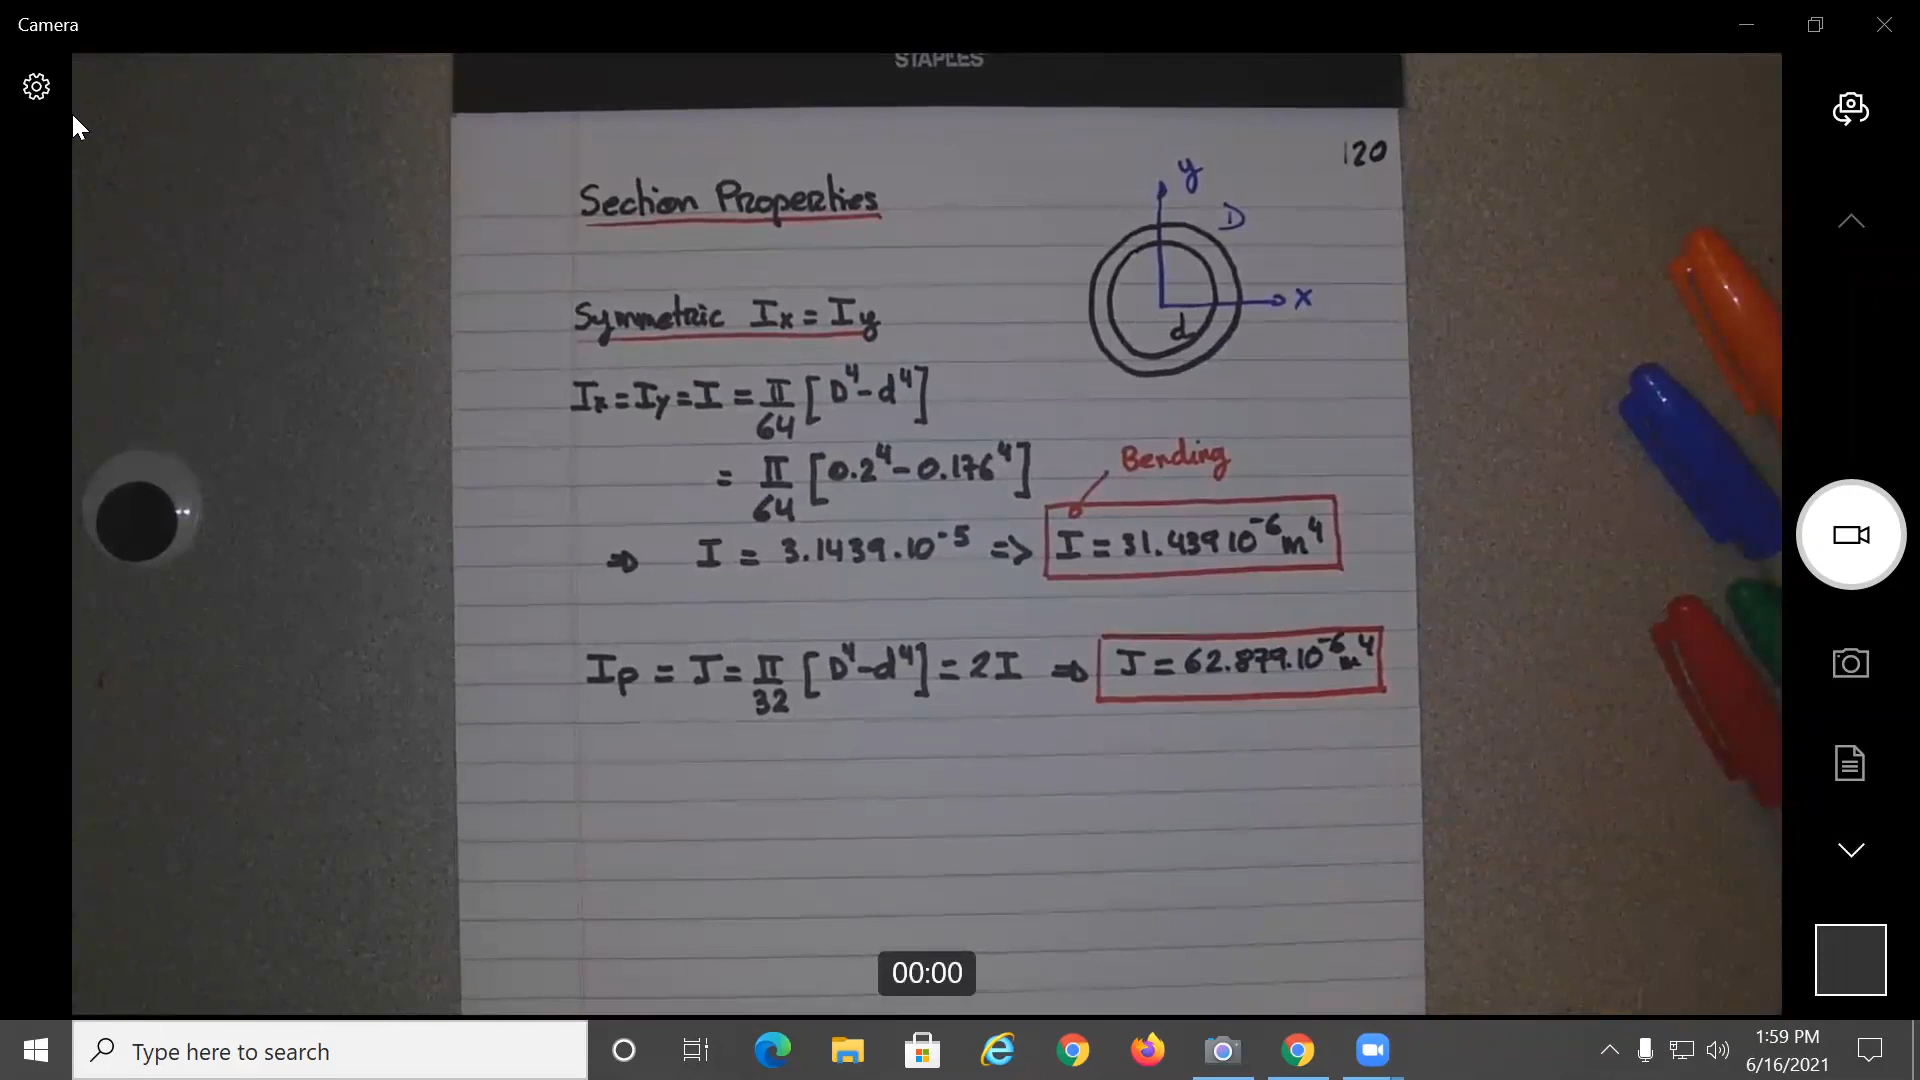 Camera
STAPLES
120
y
Section Properties
D
Symmetric Ix = Iy
x
d
Ix = Iy = I = π/64 [D⁴ - d⁴]
= π/64 [0.2⁴ - 0.176⁴]
Bending
⇒ I = 3.1439.10⁻⁵ => I = 31.439 10⁻⁶ m⁴
Ip = J = π/32 [D⁴ - d⁴] = 2I ⇒ J = 62.879.10⁻⁶ m⁴
00:00
Type here to search
1:59 PM
6/16/2021